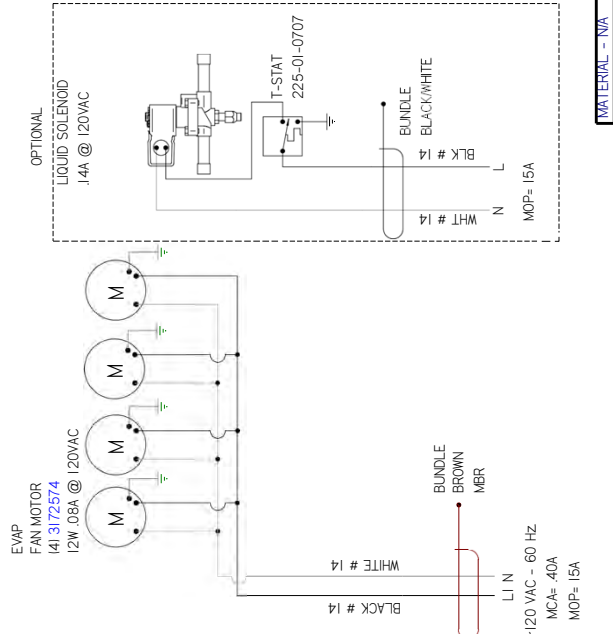 OPTIONAL
LIQUID SOLENOID
.14A @ 120VAC
T-STAT
225-01-0707
BUNDLE
BLACK/WHITE
BLK # 14
WHT # 14
N
L
MOP= 15A
EVAP
FAN MOTOR
(4) 3172574
12W .08A @ 120VAC
M
M
M
M
BUNDLE
BROWN
MBR
WHITE # 14
BLACK # 14
L1 N
120 VAC - 60 HZ
MCA= .40A
MOP= 15A
MATERIAL - N/A